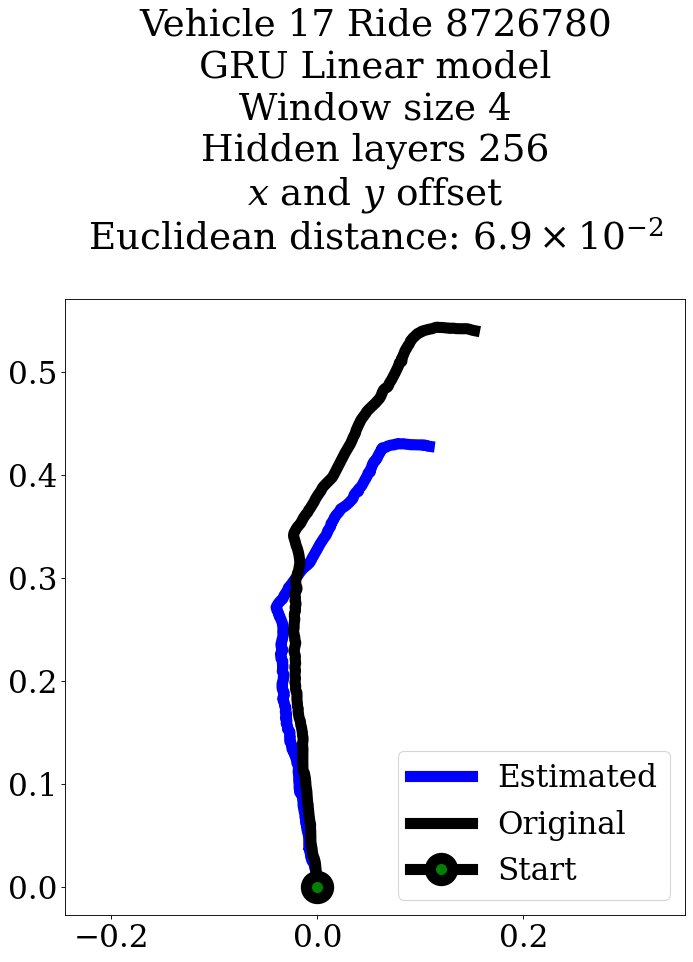 Vehicle 17 Ride 8726780
GRU Linear model
Window size 4
Hidden layers 256
x and y offset
Euclidean distance: 6.9 × 10⁻²
0.5
0.4
0.3
0.2
0.1
0.0
Estimated
Original
Start
−0.2 0.0 0.2